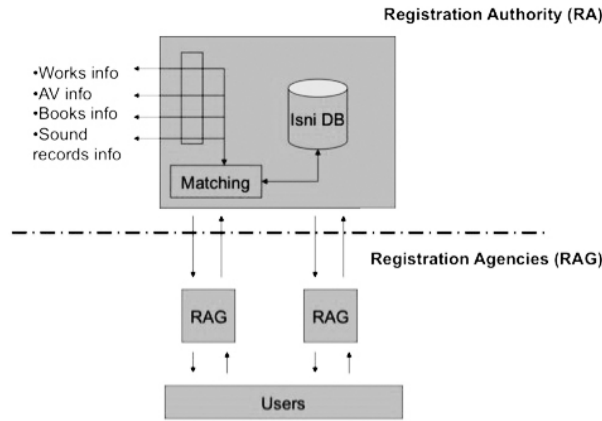 Registration Authority (RA)
•Works info
•AV info
•Books info
•Sound
records info
Isni DB
Matching
Registration Agencies (RAG)
RAG
RAG
Users